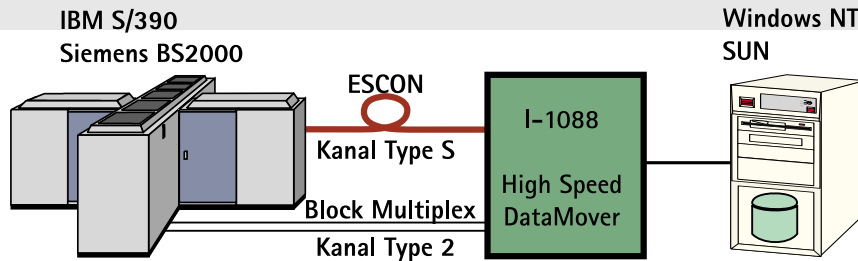 IBM S/390
Siemens BS2000
Windows NT
SUN
ESCON
Kanal Type S
I-1088
High Speed
DataMover
Block Multiplex
Kanal Type 2